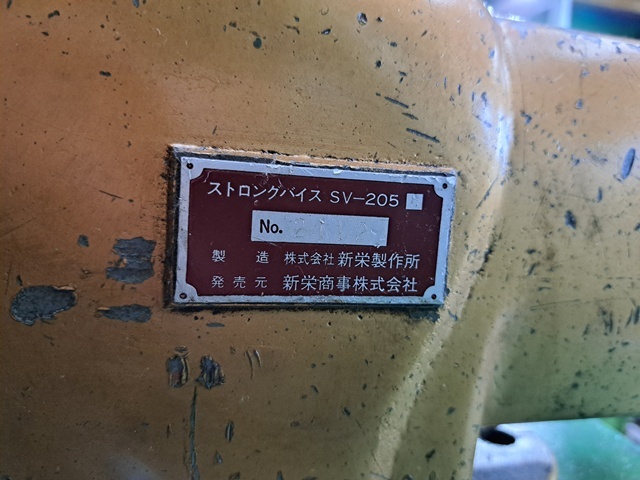 ストロングバイス SV-205
No.
製造 株式会社 新栄製作所
発売元 新栄商事株式会社